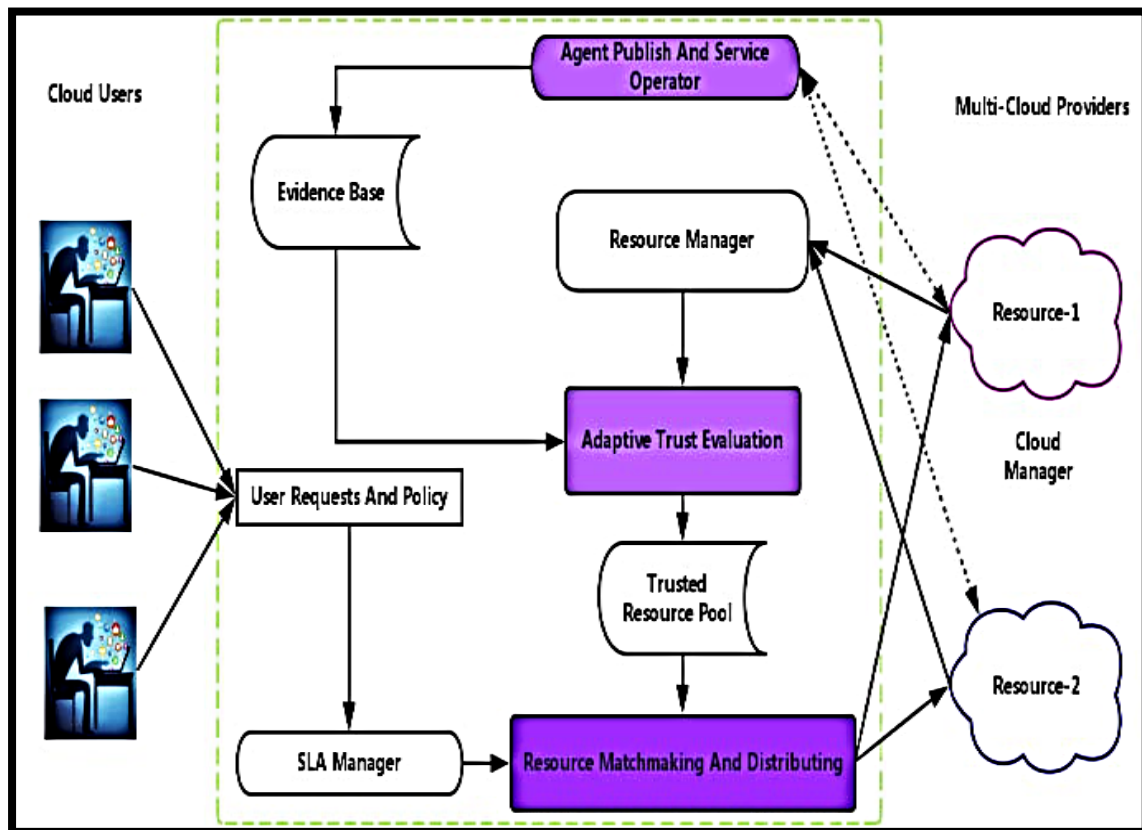 Agent Publish And Service
Operator
Cloud Users
Multi-Cloud Providers
Evidence Base
Resource Manager
Resource-1
Adaptive Trust Evaluation
Cloud
Manager
User Requests And Policy
Trusted
Resource Pool
Resource-2
SLA Manager
Resource Matchmaking And Distributing